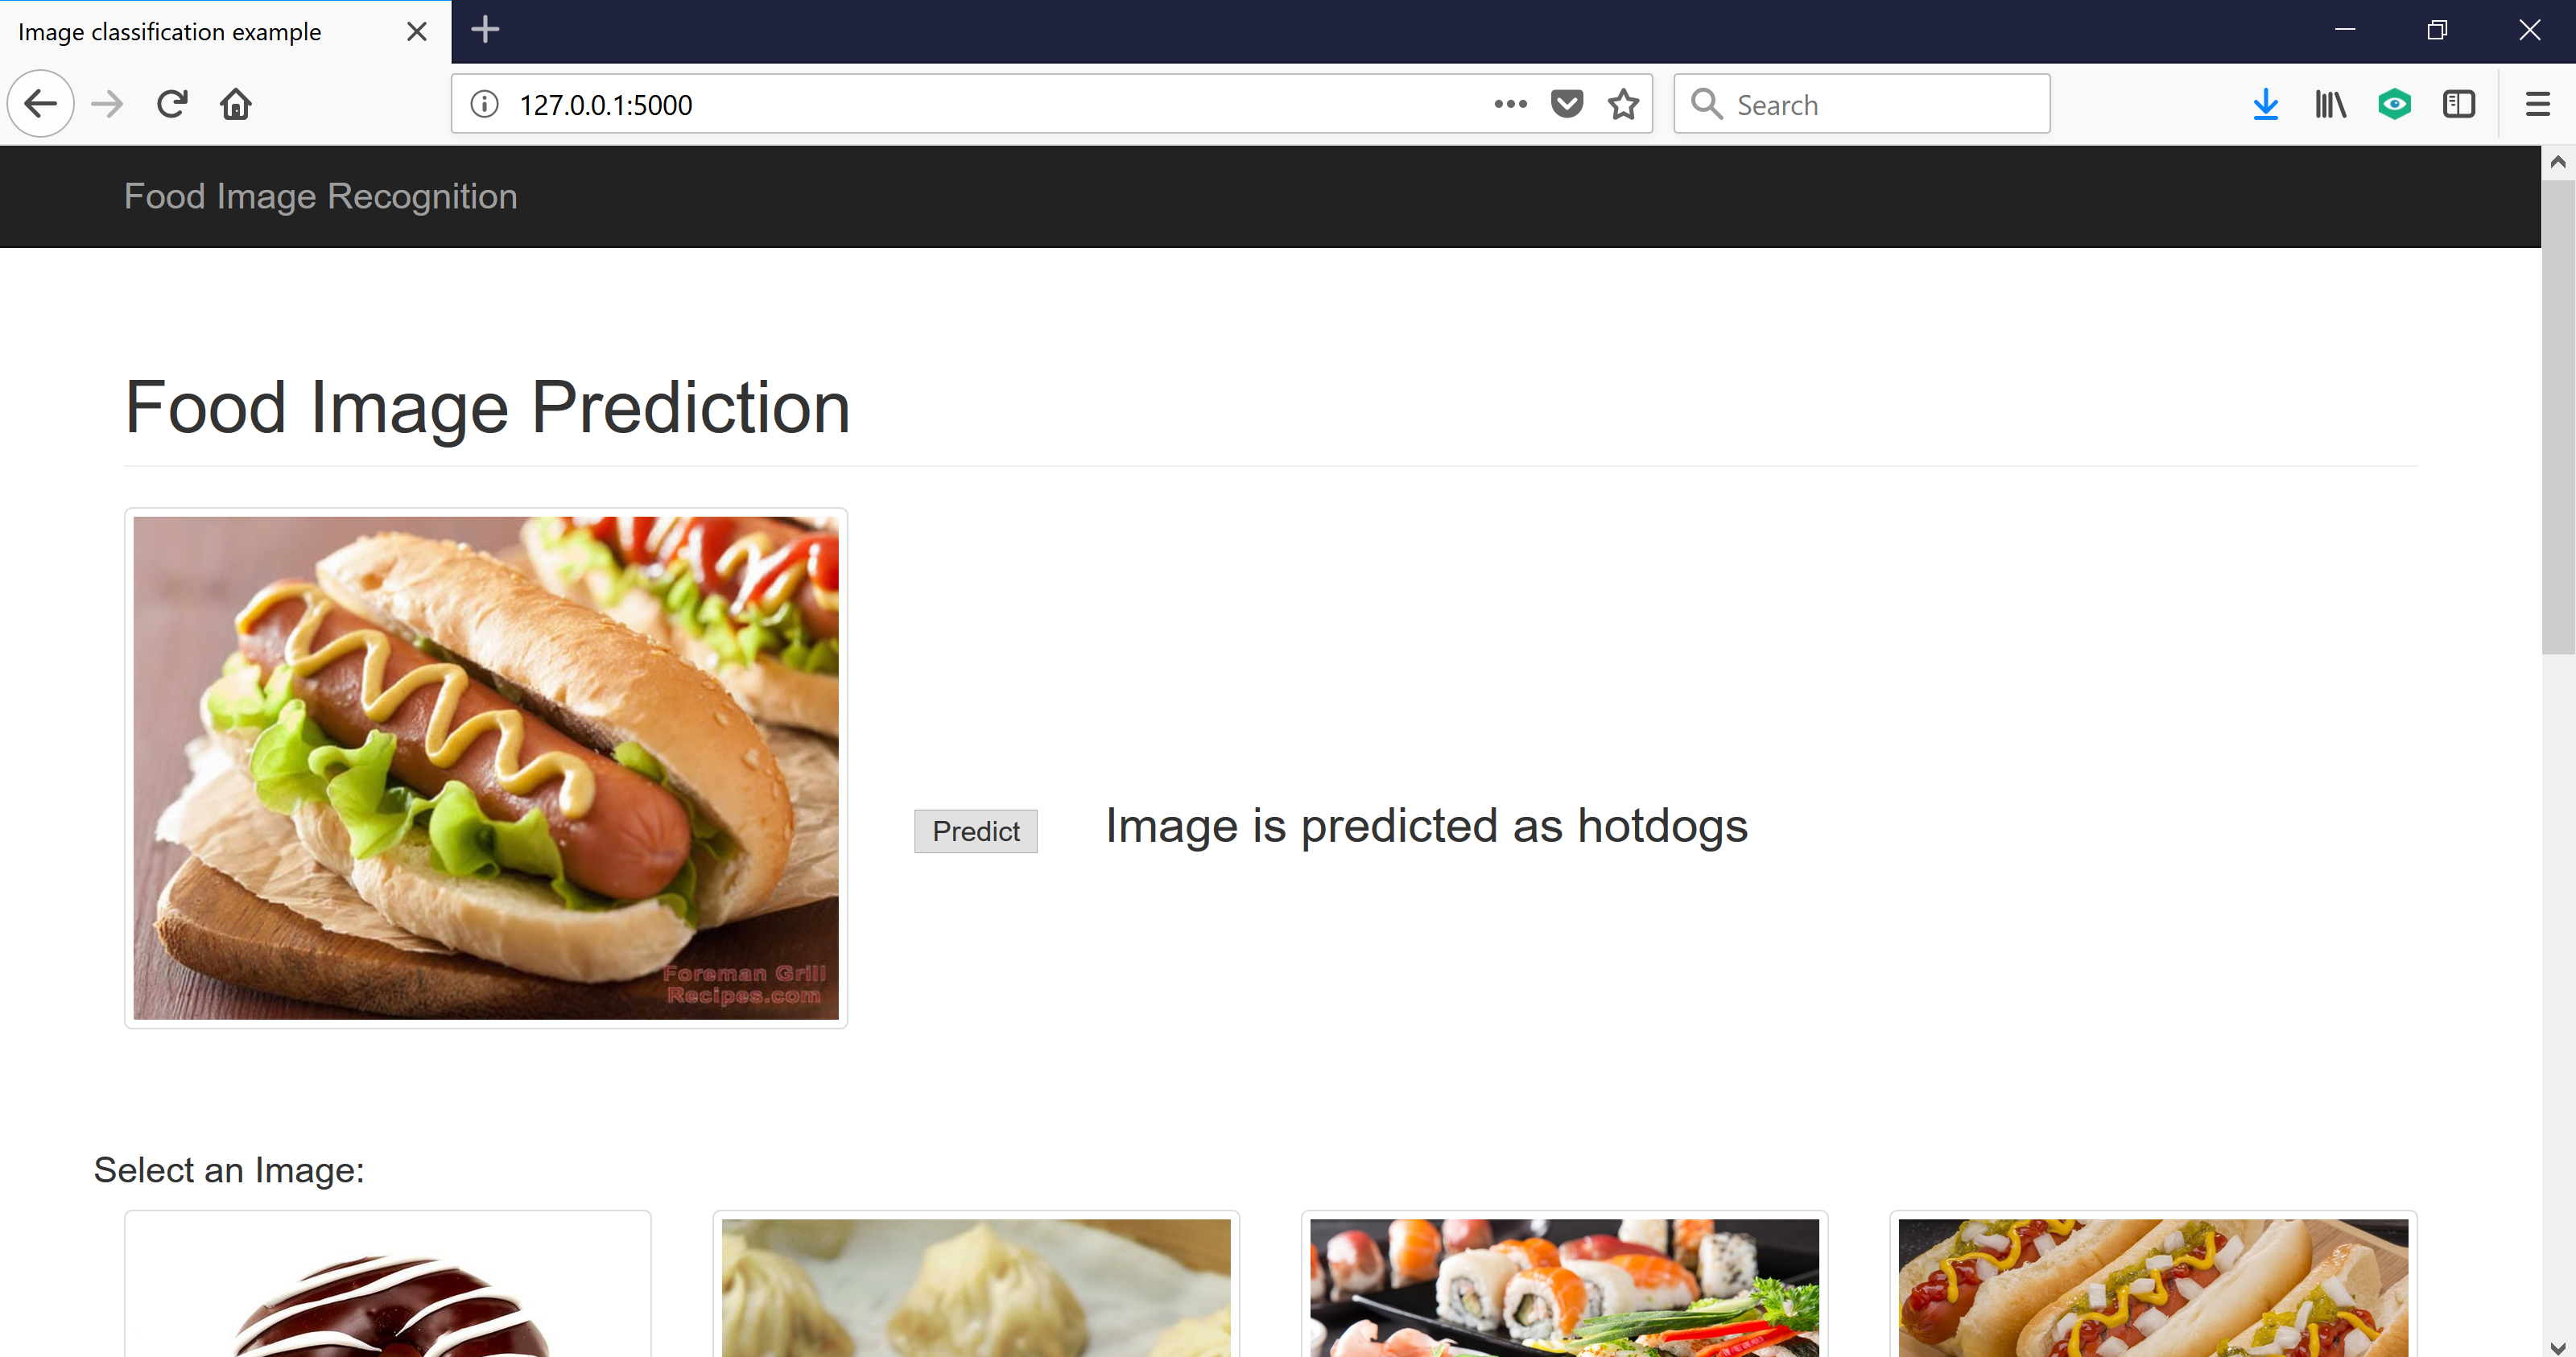 Image classification example
127.0.0.1:5000
Search
Food Image Recognition
Food Image Prediction
Foreman Grill
Recipes.com
Predict
Image is predicted as hotdogs
Select an Image: